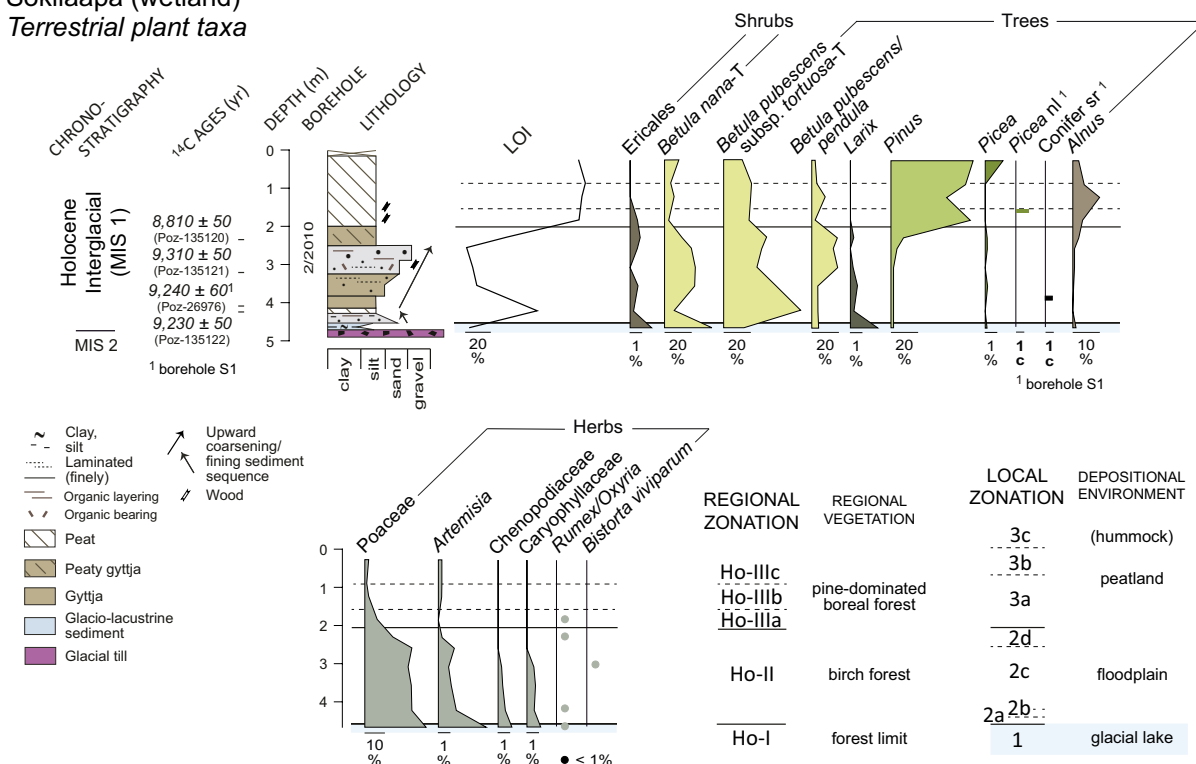 Sokliaapa (wetland)
Terrestrial plant taxa
CHRONO-
STRATIGRAPHY
14C AGES (yr)
DEPTH (m)
BOREHOLE
LITHOLOGY
LOI
Shrubs
Trees
Ericales
Betula nana-T
Betula pubescens
subsp. tortuosa-T
Betula pubescens/
pendula
Larix
Pinus
Picea
Picea nl 1
Conifer sr 1
Alnus
Holocene
Interglacial
(MIS 1)
MIS 2
8,810 ± 50
(Poz-135120)
9,310 ± 50
(Poz-135121)
9,240 ± 60¹
(Poz-26976)
9,230 ± 50
(Poz-135122)
¹ borehole S1
0
1
2
3
4
5
2/2010
clay
silt
sand
gravel
20
%
1
%
20
%
20
%
20
%
1
%
20
1
%
1
c
1
c
10
%
¹ borehole S1
Clay,
silt
Laminated
(finely)
Organic layering
Organic bearing
Peat
Peaty gyttja
Gyttja
Glacio-lacustrine
sediment
Glacial till
Upward
coarsening/
fining sediment
sequence
Wood
Herbs
Poaceae
Artemisia
Chenopodiaceae
Caryophyllaceae
Rumex/Oxyria
Bistorta viviparum
0
1
2
3
4
10
%
1
%
1
%
1
%
● < 1%
REGIONAL
ZONATION
Ho-IIIc
Ho-IIIb
Ho-IIIa
Ho-II
Ho-I
REGIONAL
VEGETATION
pine-dominated
boreal forest
birch forest
forest limit
LOCAL
ZONATION
3c
3b
3a
2d
2c
2b
2a
1
DEPOSITIONAL
ENVIRONMENT
(hummock)
peatland
floodplain
glacial lake